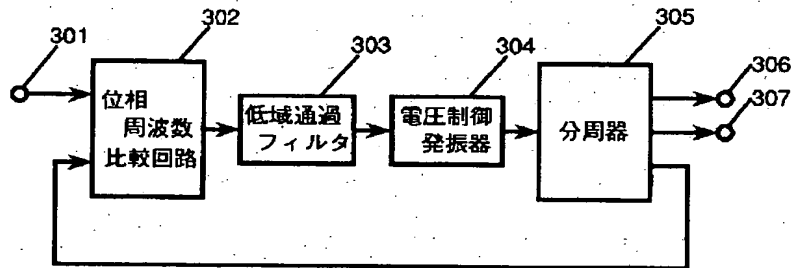 301
302
303
304
305
306
307
位相
周波数
比較回路
低域通過
フィルタ
電圧制御
発振器
分周器